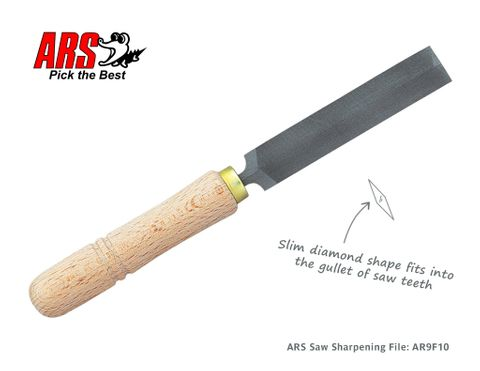 ARS
Pick the Best
Slim diamond shape fits into
the gullet of saw teeth
ARS Saw Sharpening File: AR9F10